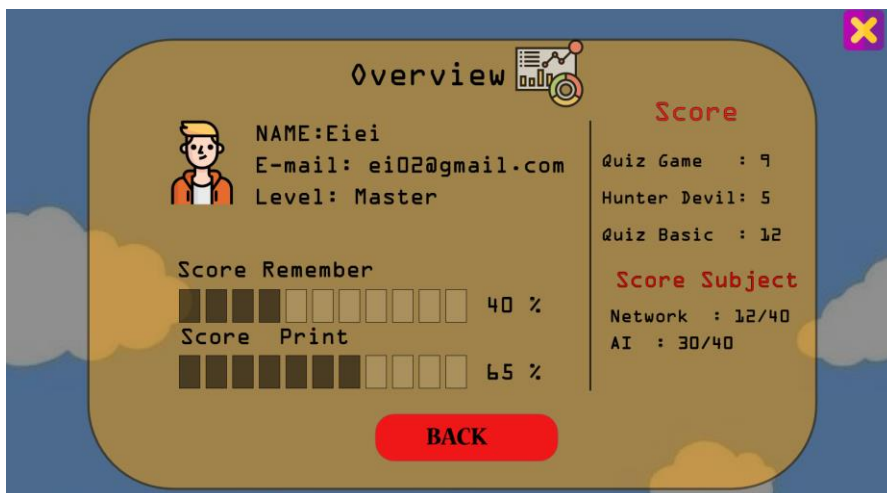 Overview
NAME:Eiei
E-mail: ei02@gmail.com
Level: Master
Score Remember
40 %
Score Print
65 %
BACK
Score
Quiz Game : 9
Hunter Devil: 5
Quiz Basic : 12
Score Subject
Network : 12/40
AI : 30/40